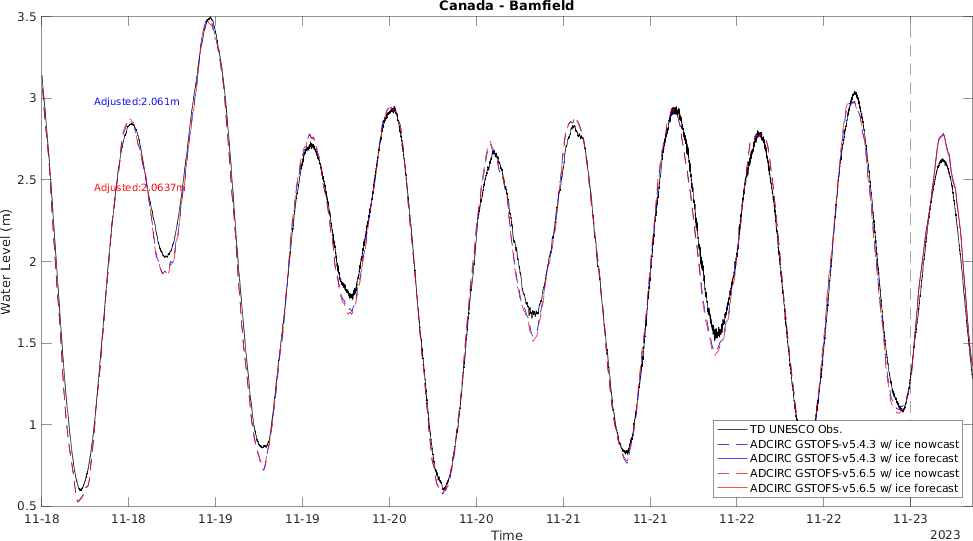 Canada - Bamfield
3.5
3
2.5
2
1.5
1
0.5
Water Level (m)
Adjusted:2.061m
Adjusted:2.0637m
TD UNESCO Obs.
ADCIRC GSTOFS-v5.4.3 w/ ice nowcast
ADCIRC GSTOFS-v5.4.3 w/ ice forecast
ADCIRC GSTOFS-v5.6.5 w/ ice nowcast
ADCIRC GSTOFS-v5.6.5 w/ ice forecast
11-18 11-18 11-19 11-19 11-20 11-20 11-21 11-21 11-22 11-22 11-23
Time
2023